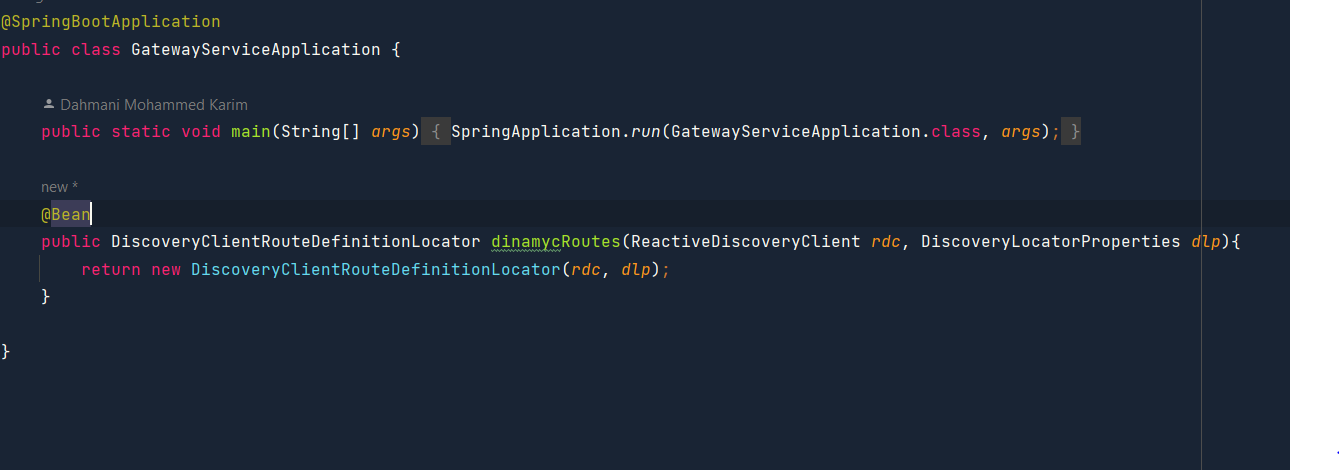 @SpringBootApplication
public class GatewayServiceApplication {
Dahmani Mohammed Karim
public static void main(String[] args) { SpringApplication.run(GatewayServiceApplication.class, args); }
new *
@Bean
public DiscoveryClientRouteDefinitionLocator dinamycRoutes(ReactiveDiscoveryClient rdc, DiscoveryLocatorProperties dlp){
return new DiscoveryClientRouteDefinitionLocator(rdc, dlp);
}
}